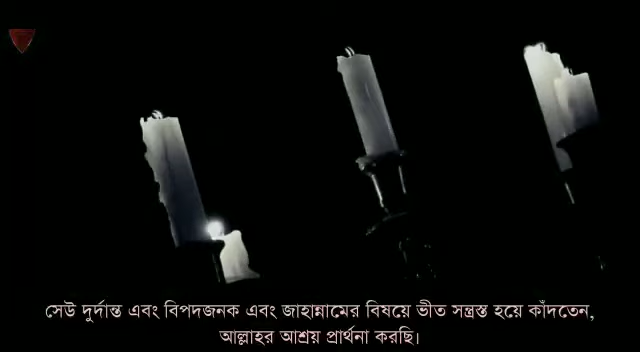 সেউ দুর্দান্ত এবং বিপদজনক এবং জাহান্নামের বিষয়ে ভীত সন্ত্রস্ত হয়ে কাঁদতেন,
আল্লাহর আশ্রয় প্রার্থনা করছি।